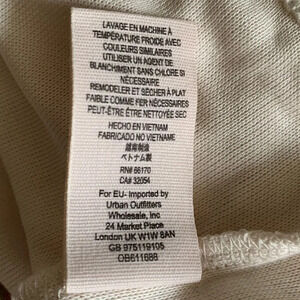 LAVAGE EN MACHINE À
TEMPÉRATURE FROIDE AVEC
COULEURS SIMILAIRES
UTILISER UN AGENT DE
BLANCHIMENT SANS CHLORE SI
NÉCESSAIRE
REMODELER ET SÉCHER À PLAT
FAIBLE COMME FER NÉCESSAIRE
PEUT-ÊTRE ÊTRE NETTOYÉE SEC
HECHO EN VIETNAM
FABRICADO NO VIETNAME
越南制造
ベトナム製
RN# 66170
CA# 32054
For EU- Imported by
Urban Outfitters
Wholesale, Inc
24 Market Place
London UK W1W 8AN
GB 975119105
OB611688